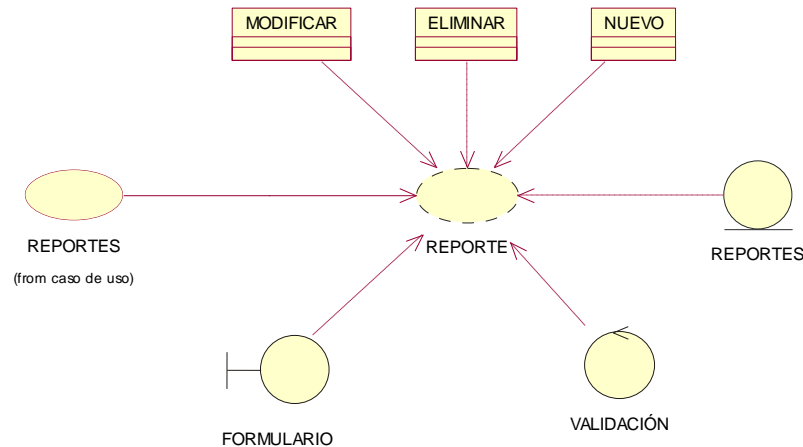 MODIFICAR
ELIMINAR
NUEVO
REPORTES
(from caso de uso)
REPORTE
REPORTES
FORMULARIO
VALIDACIÓN